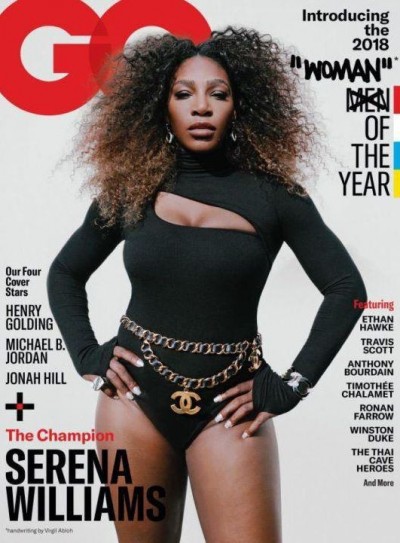 GQ
Introducing
the
2018
"WOMAN"*
MEN
OF
THE
YEAR
Our Four
Cover
Stars
HENRY
GOLDING
MICHAEL B.
JORDAN
JONAH HILL
+
The Champion
SERENA
WILLIAMS
*handwriting by Virgil Abloh
Featuring
ETHAN
HAWKE
TRAVIS
SCOTT
ANTHONY
BOURDAIN
TIMOTHÉE
CHALAMET
RONAN
FARROW
WINSTON
DUKE
THE THAI
CAVE
HEROES
And More